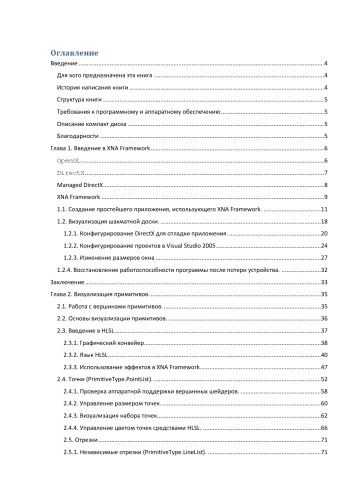 Оглавление
Введение ... 4
Для кого предназначена эта книга ... 4
История написания книги ... 4
Структура книги ... 5
Требования к программному и аппаратному обеспечению ... 5
Описание компакт диска ... 5
Благодарности ... 5
Глава 1. Введение в XNA Framework ... 6
OpenGL ... 6
DirectX ... 7
Managed DirectX ... 8
XNA Framework ... 9
1.1. Создание простейшего приложения, использующего XNA Framework. ... 11
1.2. Визуализация шахматной доски. ... 18
1.2.1. Конфигурирование DirectX для отладки приложения. ... 20
1.2.2. Конфигурирование проектов в Visual Studio 2005 ... 24
1.2.3. Изменение размеров окна ... 27
1.2.4. Восстановление работоспособности программы после потери устройства. ... 32
Заключение ... 33
Глава 2. Визуализация примитивов. ... 35
2.1. Работа с вершинами примитивов. ... 35
2.2. Основы визуализации примитивов. ... 36
2.3. Введение в HLSL ... 37
2.3.1. Графический конвейер ... 38
2.3.2. Язык HLSL ... 40
2.3.3. Использование эффектов в XNA Framework ... 47
2.4. Точки (PrimitiveType.PointList). ... 52
2.4.1. Проверка аппаратной поддержки вершинных шейдеров. ... 58
2.4.2. Управление размером точек. ... 60
2.4.3. Визуализация набора точек. ... 62
2.4.4. Управление цветом точек средствами HLSL. ... 66
2.5. Отрезки ... 71
2.5.1. Независимые отрезки (PrimitiveType.LineList). ... 71